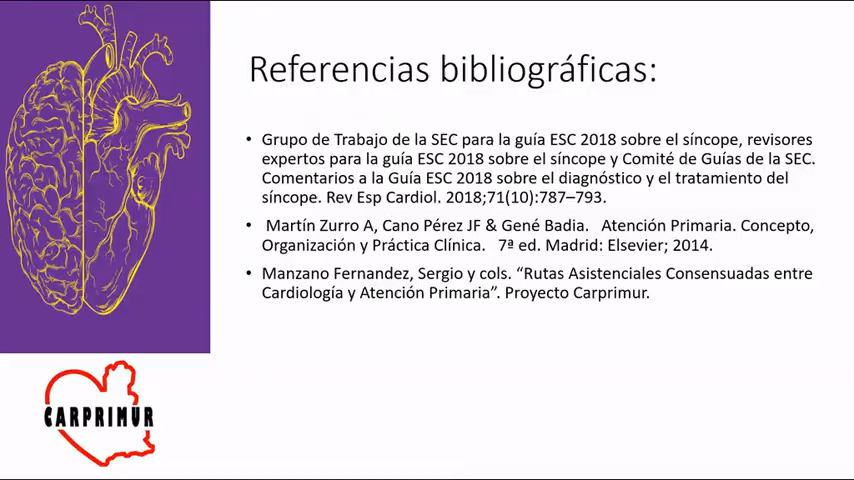 Referencias bibliográficas:
• Grupo de Trabajo de la SEC para la guía ESC 2018 sobre el síncope, revisores
expertos para la guía ESC 2018 sobre el síncope y Comité de Guías de la SEC.
Comentarios a la Guía ESC 2018 sobre el diagnóstico y el tratamiento del
síncope. Rev Esp Cardiol. 2018;71(10):787–793.
• Martín Zurro A, Cano Pérez JF & Gené Badia. Atención Primaria. Concepto,
Organización y Práctica Clínica. 7ª ed. Madrid: Elsevier; 2014.
• Manzano Fernandez, Sergio y cols. “Rutas Asistenciales Consensuadas entre
Cardiología y Atención Primaria”. Proyecto Carprimur.
CARPRIMUR